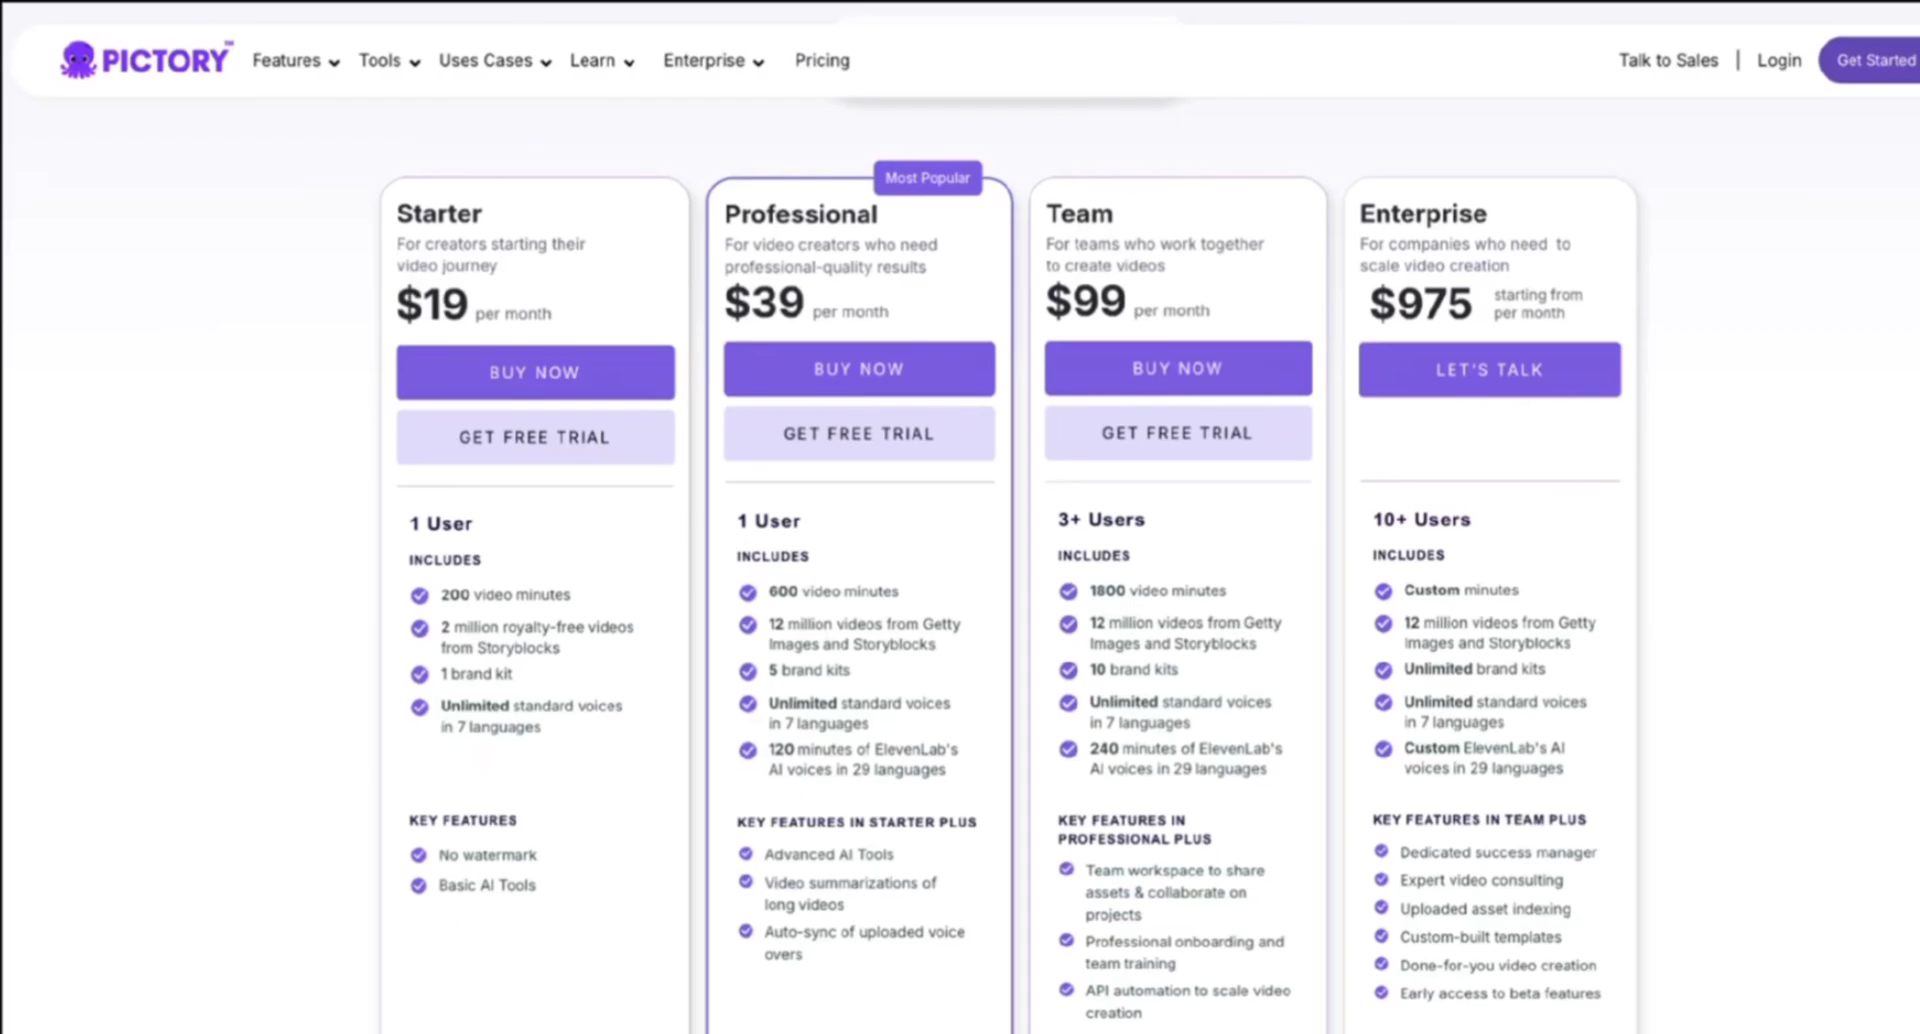 PICTORY™
Features
Tools
Uses Cases
Learn
Enterprise
Pricing
Talk to Sales
|
Login
Get Started
Starter
For creators starting their
video journey
$19 per month
BUY NOW
GET FREE TRIAL
1 User
INCLUDES
200 video minutes
2 million royalty-free videos
from Storyblocks
1 brand kit
Unlimited standard voices
in 7 languages
KEY FEATURES
No watermark
Basic AI Tools
Most Popular
Professional
For video creators who need
professional-quality results
$39 per month
BUY NOW
GET FREE TRIAL
1 User
INCLUDES
600 video minutes
12 million videos from Getty
Images and Storyblocks
5 brand kits
Unlimited standard voices
in 7 languages
120 minutes of ElevenLab's
AI voices in 29 languages
KEY FEATURES IN STARTER PLUS
Advanced AI Tools
Video summarizations of
long videos
Auto-sync of uploaded voice
overs
Team
For teams who work together
to create videos
$99 per month
BUY NOW
GET FREE TRIAL
3+ Users
INCLUDES
1800 video minutes
12 million videos from Getty
Images and Storyblocks
10 brand kits
Unlimited standard voices
in 7 languages
240 minutes of ElevenLab's
AI voices in 29 languages
KEY FEATURES IN
PROFESSIONAL PLUS
Team workspace to share
assets & collaborate on
projects
Professional onboarding and
team training
API automation to scale video
creation
Enterprise
For companies who need to
scale video creation
$975 starting from
per month
LET'S TALK
10+ Users
INCLUDES
Custom minutes
12 million videos from Getty
Images and Storyblocks
Unlimited brand kits
Unlimited standard voices
in 7 languages
Custom ElevenLab's AI
voices in 29 languages
KEY FEATURES IN TEAM PLUS
Dedicated success manager
Expert video consulting
Uploaded asset indexing
Custom-built templates
Done-for-you video creation
Early access to beta features